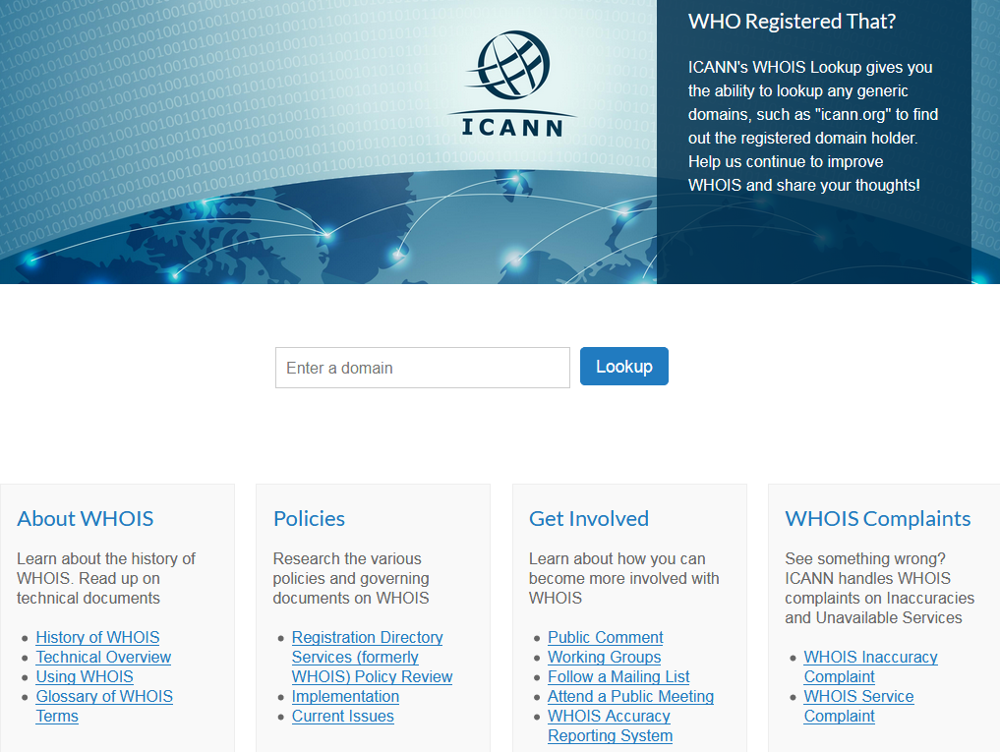 ICANN
WHO Registered That?
ICANN's WHOIS Lookup gives you
the ability to lookup any generic
domains, such as "icann.org" to find
out the registered domain holder.
Help us continue to improve
WHOIS and share your thoughts!
Enter a domain
Lookup
About WHOIS
Learn about the history of
WHOIS. Read up on
technical documents
History of WHOIS
Technical Overview
Using WHOIS
Glossary of WHOIS
Terms
Policies
Research the various
policies and governing
documents on WHOIS
Registration Directory
Services (formerly
WHOIS) Policy Review
Implementation
Current Issues
Get Involved
Learn about how you can
become more involved with
WHOIS
Public Comment
Working Groups
Follow a Mailing List
Attend a Public Meeting
WHOIS Accuracy
Reporting System
WHOIS Complaints
See something wrong?
ICANN handles WHOIS
complaints on Inaccuracies
and Unavailable Services
WHOIS Inaccuracy
Complaint
WHOIS Service
Complaint